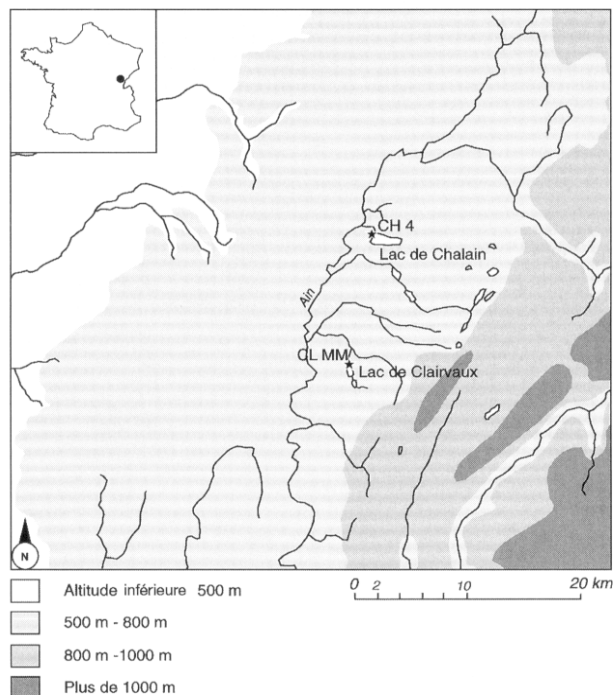 CH 4
Lac de Chalain
Ain
CL MM
Lac de Clairvaux
N
Altitude inférieure 500 m
500 m - 800 m
800 m -1000 m
Plus de 1000 m
0 2 10 20 km